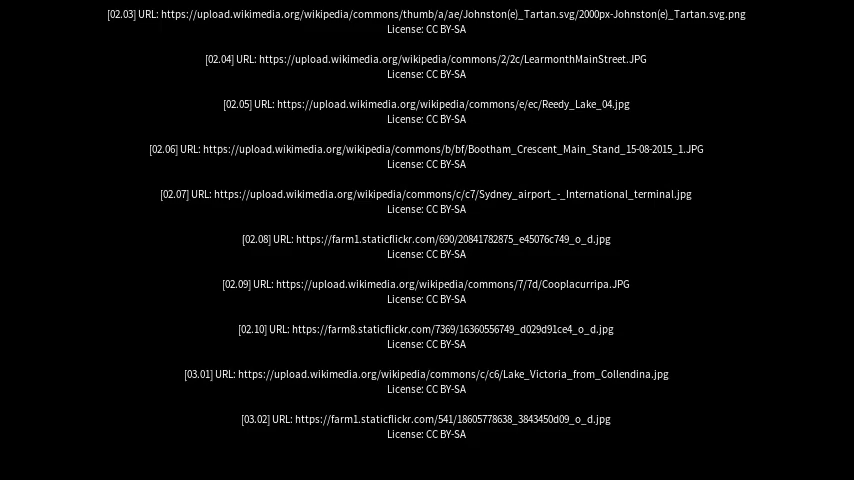 [02.03] URL: https://upload.wikimedia.org/wikipedia/commons/thumb/a/ae/Johnston(e)_Tartan.svg/2000px-Johnston(e)_Tartan.svg.png
License: CC BY-SA
[02.04] URL: https://upload.wikimedia.org/wikipedia/commons/2/2c/LearmonthMainStreet.JPG
License: CC BY-SA
[02.05] URL: https://upload.wikimedia.org/wikipedia/commons/e/ec/Reedy_Lake_04.jpg
License: CC BY-SA
[02.06] URL: https://upload.wikimedia.org/wikipedia/commons/b/bf/Bootham_Crescent_Main_Stand_15-08-2015_1.JPG
License: CC BY-SA
[02.07] URL: https://upload.wikimedia.org/wikipedia/commons/c/c7/Sydney_airport_-_International_terminal.jpg
License: CC BY-SA
[02.08] URL: https://farm1.staticflickr.com/690/20841782875_e45076c749_o_d.jpg
License: CC BY-SA
[02.09] URL: https://upload.wikimedia.org/wikipedia/commons/7/7d/Cooplacurripa.JPG
License: CC BY-SA
[02.10] URL: https://farm8.staticflickr.com/7369/16360556749_d029d91ce4_o_d.jpg
License: CC BY-SA
[03.01] URL: https://upload.wikimedia.org/wikipedia/commons/c/c6/Lake_Victoria_from_Collendina.jpg
License: CC BY-SA
[03.02] URL: https://farm1.staticflickr.com/541/18605778638_3843450d09_o_d.jpg
License: CC BY-SA